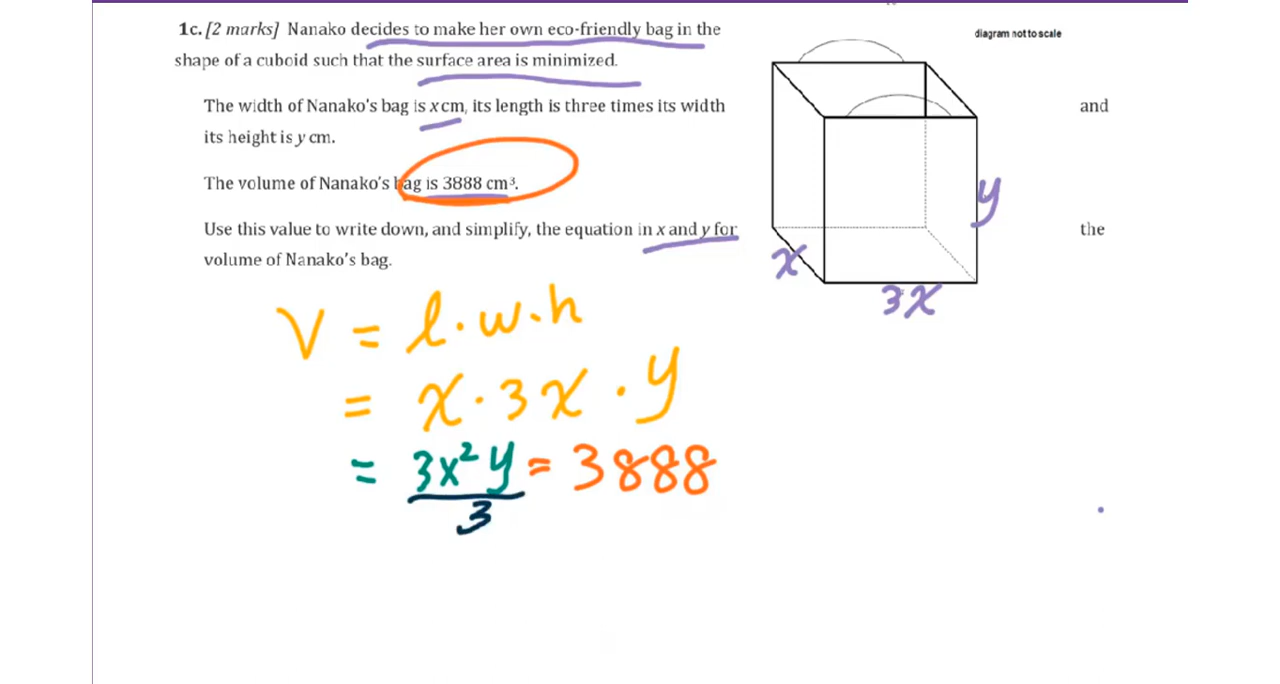 1c. [2 marks] Nanako decides to make her own eco-friendly bag in the
shape of a cuboid such that the surface area is minimized.
diagram not to scale
The width of Nanako's bag is x cm, its length is three times its width and
its height is y cm.
The volume of Nanako's bag is 3888 cm³.
Use this value to write down, and simplify, the equation in x and y for the
volume of Nanako's bag.
y
x
3x
V = l · w · h
= x · 3x · y
= 3x² y = 3888
3